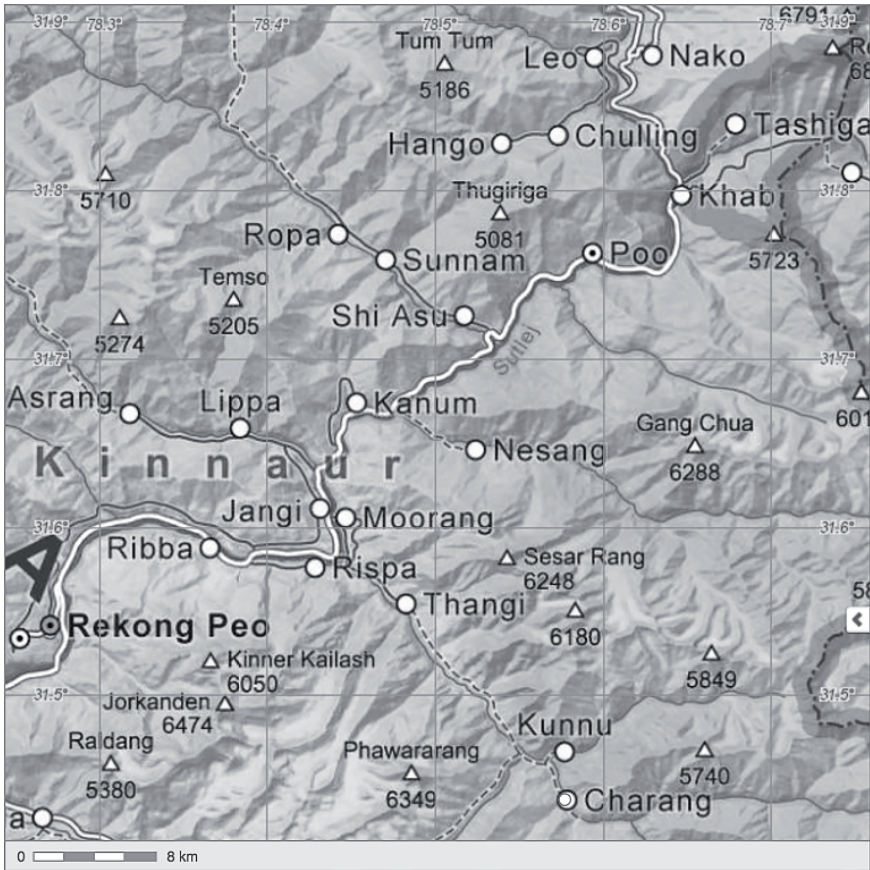 78.3°
78.4°
78.5°
78.6°
78.7°
6791
31.9°
31.9°
Tum Tum
5186
Leo
Nako
Hango
Chulling
Tashiga
31.8°
31.8°
5710
Thugiriga
5081
Khab
Ropa
Sunnam
Poo
5723
Temso
5205
5274
Shi Asu
Sutlej
31.7°
31.7°
Asrang
Lippa
Kanum
601
Gang Chua
6288
Nesang
Kinnaur
Jangi
Moorang
31.6°
31.6°
Ribba
Rispa
Sesar Rang
6248
A
Thangi
6180
58
Rekong Peo
Kinner Kailash
6050
5849
31.5°
31.5°
Jorkanden
6474
Raldang
5380
Phawararang
6349
Kunnu
5740
Charang
a
0 8 km